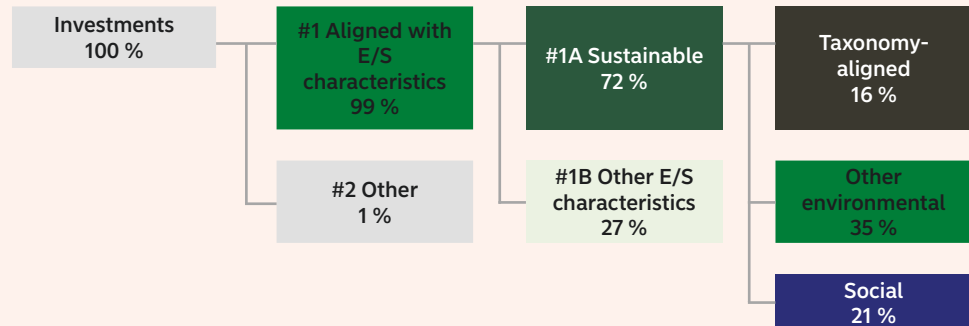 Investments
100 %
#1 Aligned with
E/S
characteristics
99 %
#1A Sustainable
72 %
Taxonomy-
aligned
16 %
#2 Other
1 %
#1B Other E/S
characteristics
27 %
Other
environmental
35 %
Social
21 %